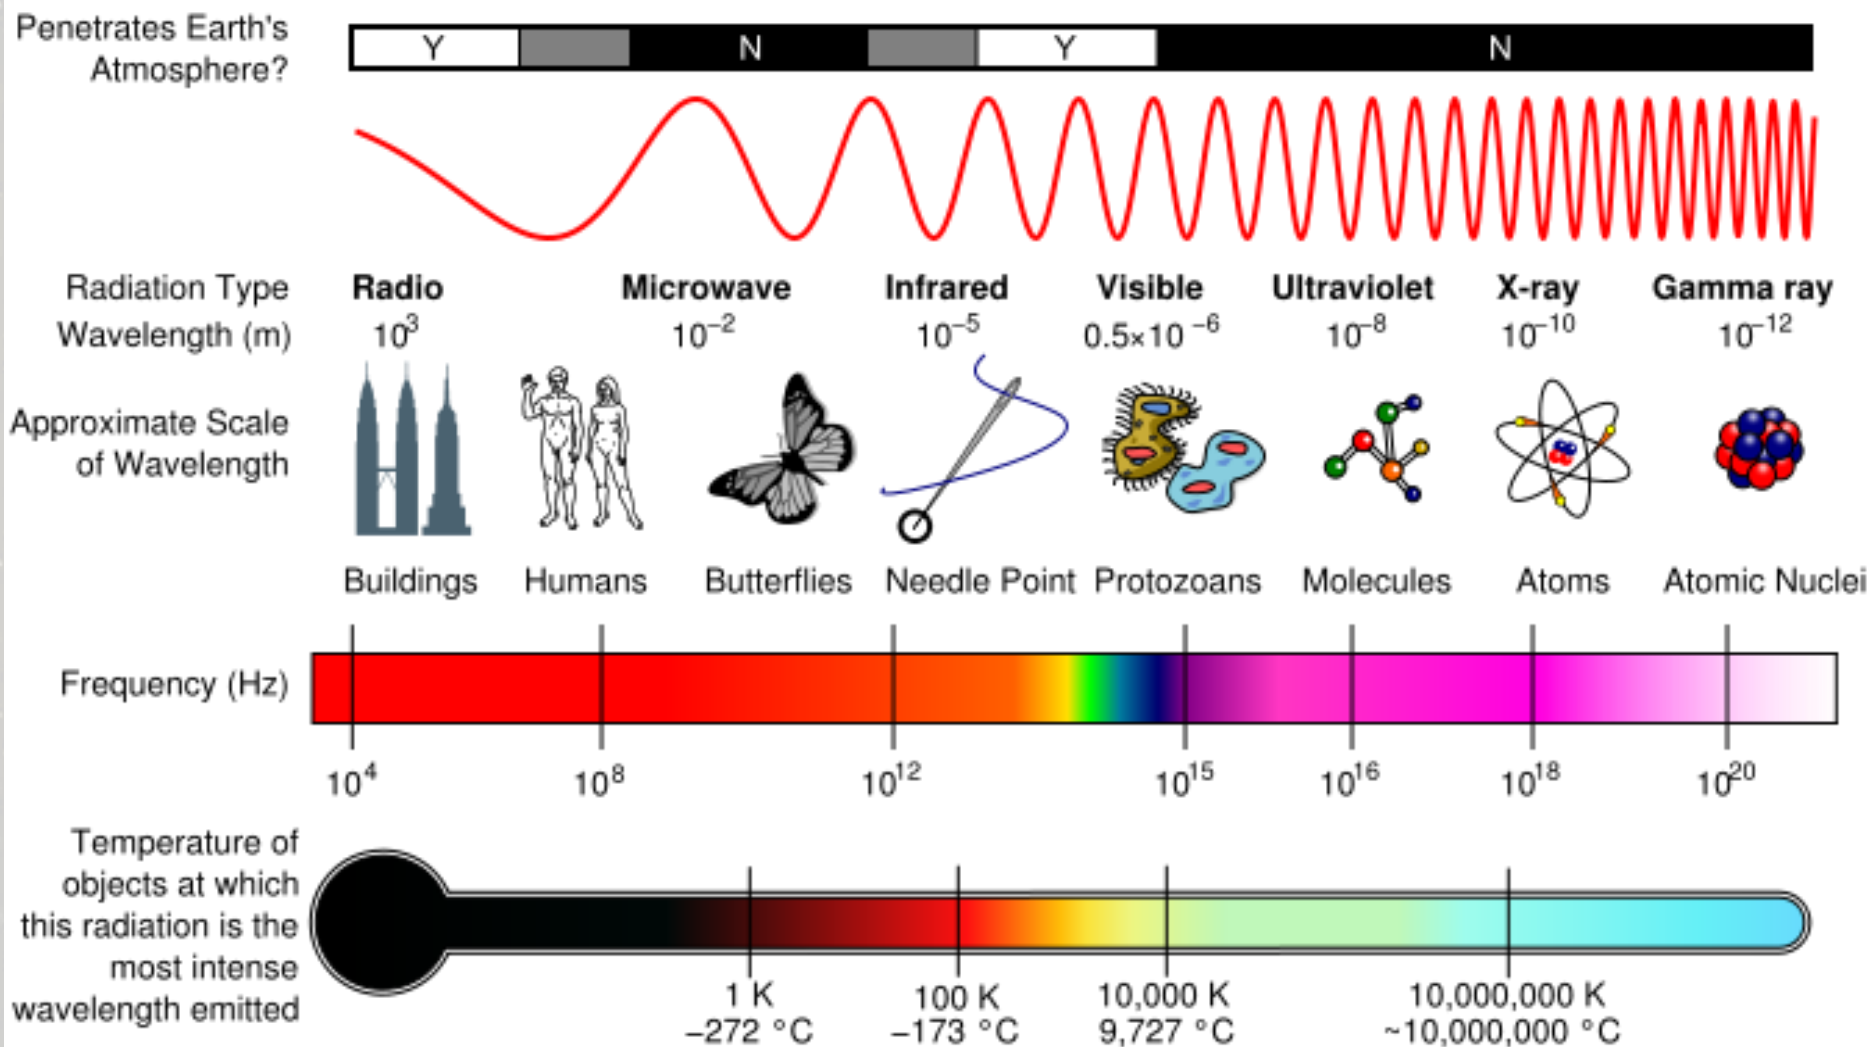 Penetrates Earth's
Atmosphere?
Y N Y N
Radiation Type Radio Microwave Infrared Visible Ultraviolet X-ray Gamma ray
Wavelength (m) 10³ 10⁻² 10⁻⁵ 0.5×10⁻⁶ 10⁻⁸ 10⁻¹⁰ 10⁻¹²
Approximate Scale
of Wavelength
Buildings Humans Butterflies Needle Point Protozoans Molecules Atoms Atomic Nuclei
Frequency (Hz)
10⁴ 10⁸ 10¹² 10¹⁵ 10¹⁶ 10¹⁸ 10²⁰
Temperature of
objects at which
this radiation is the
most intense
wavelength emitted
1 K 100 K 10,000 K 10,000,000 K
−272 °C −173 °C 9,727 °C ~10,000,000 °C